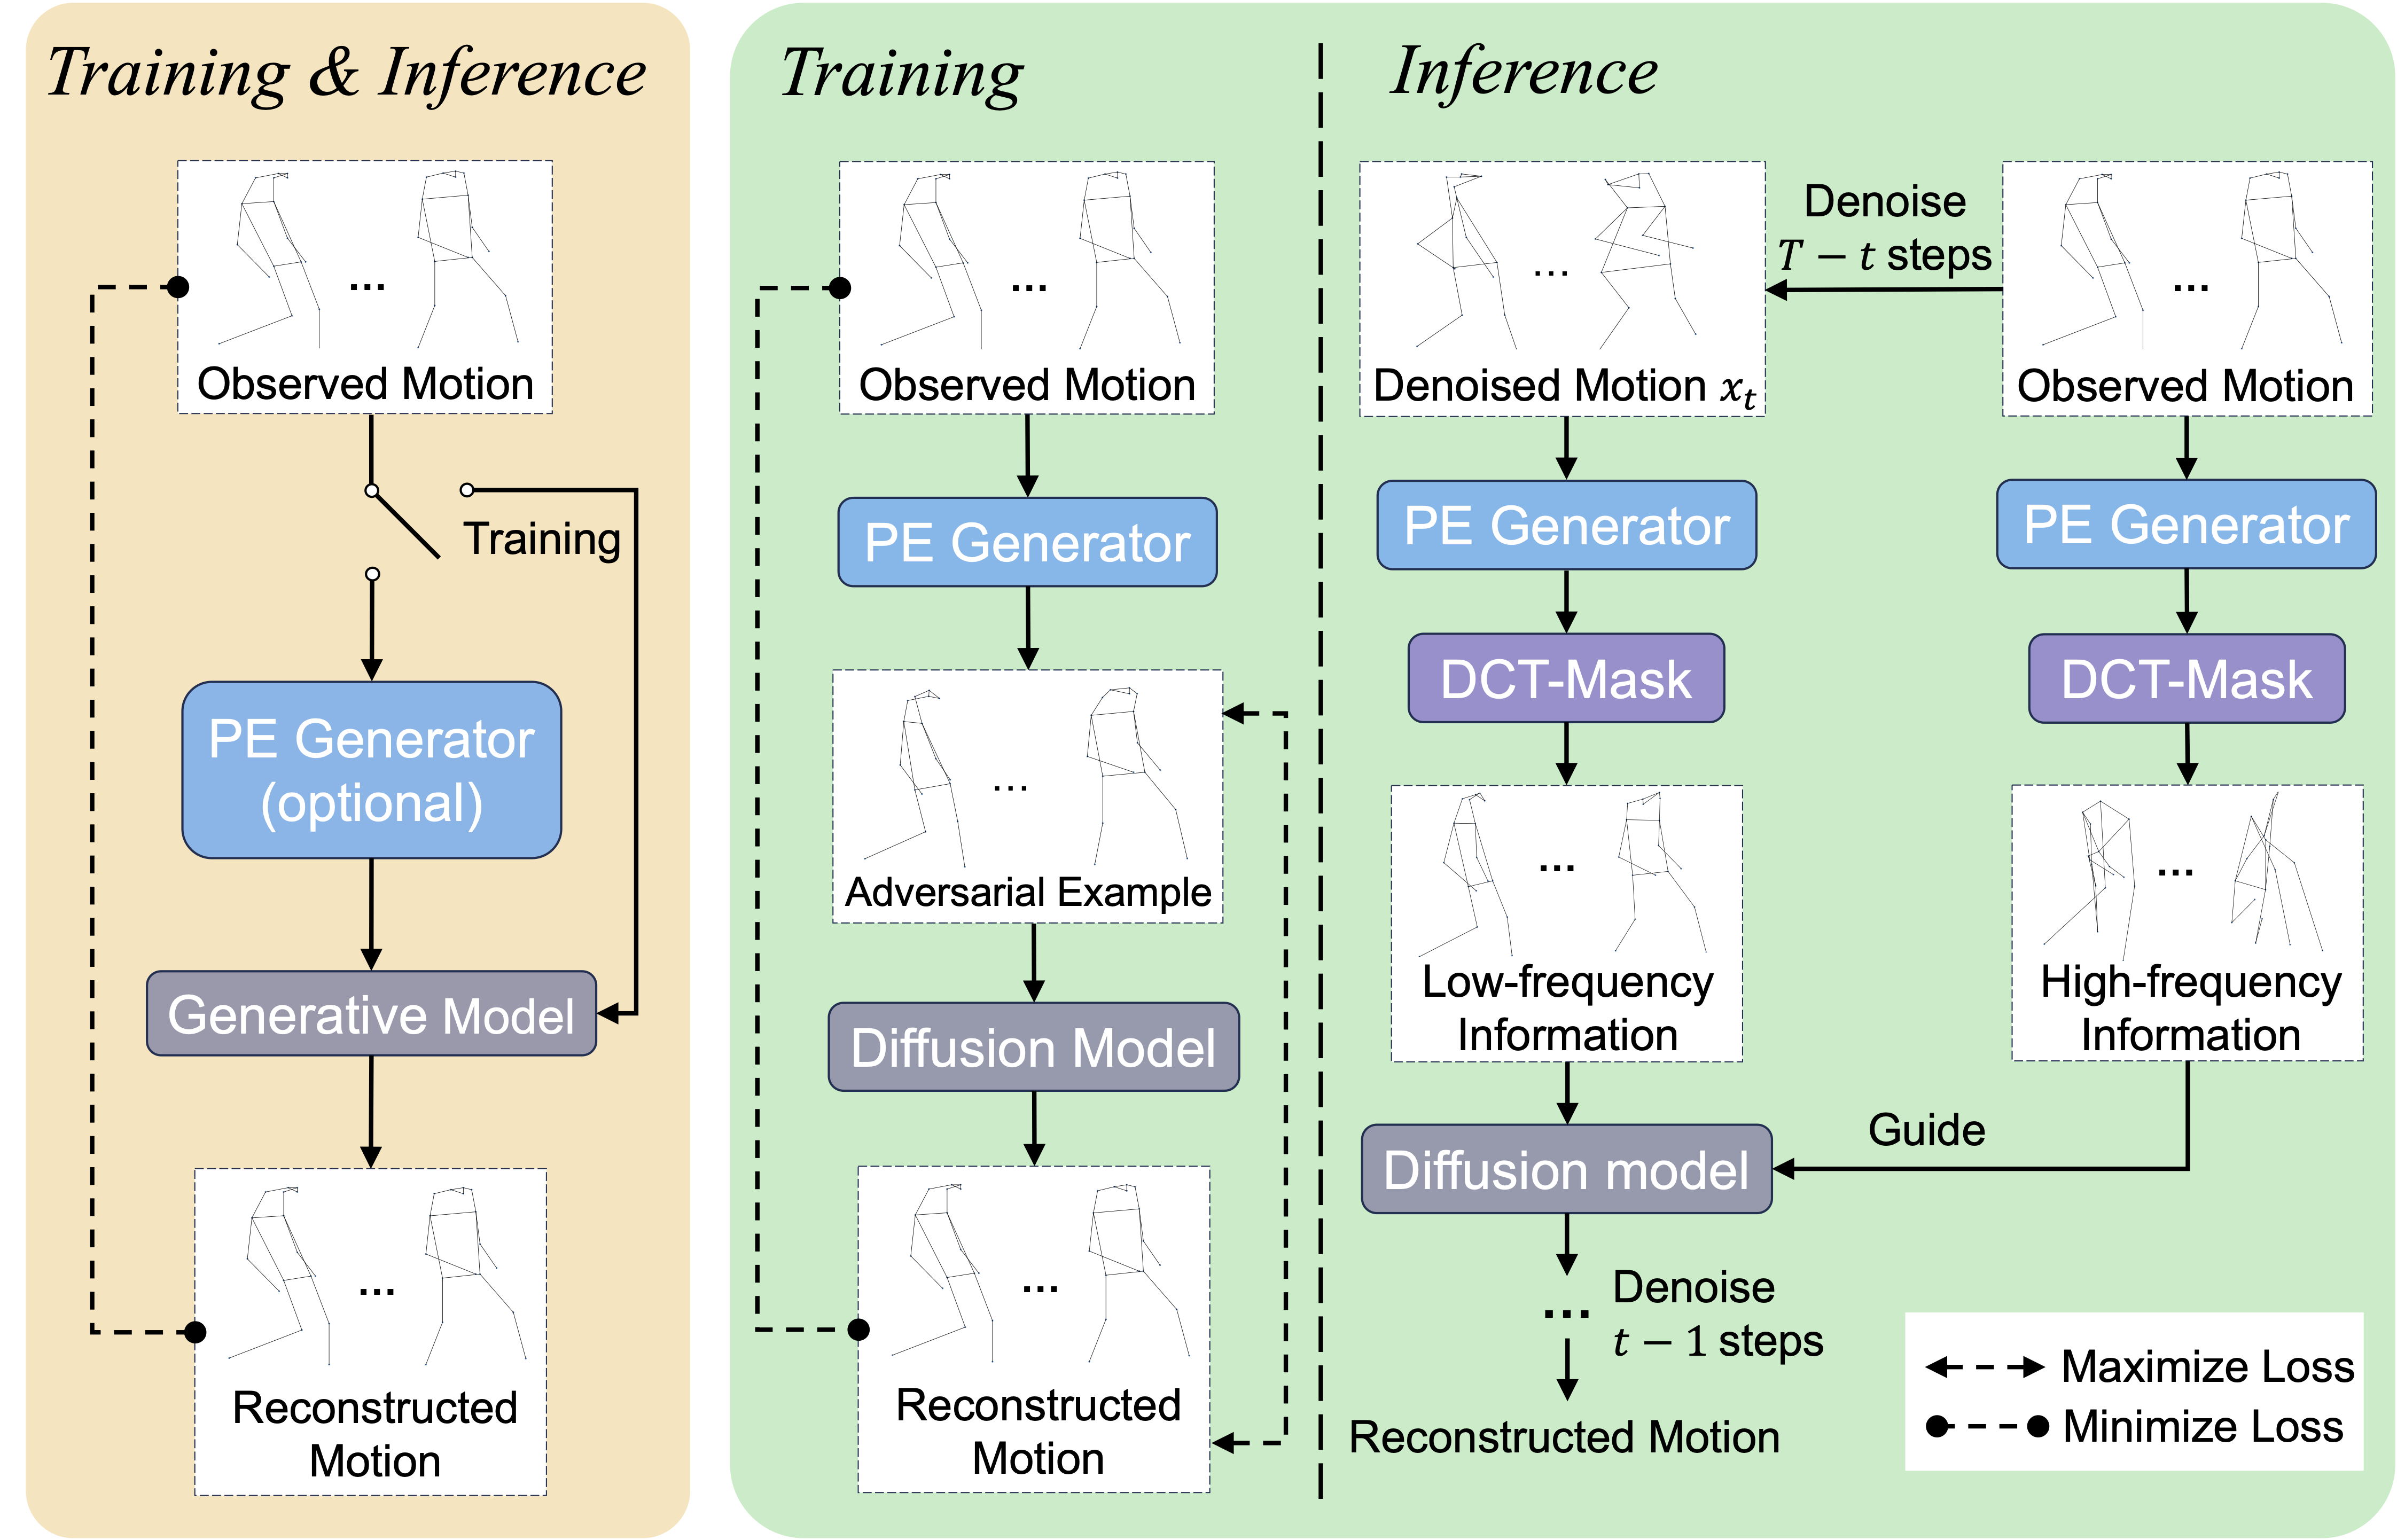 Training & Inference
Observed Motion
Training
PE Generator
(optional)
Generative Model
Reconstructed
Motion
Training
Observed Motion
PE Generator
Adversarial Example
Diffusion Model
Reconstructed
Motion
Inference
Denoised Motion x_t
Denoise
T − t steps
Observed Motion
PE Generator
PE Generator
DCT-Mask
DCT-Mask
Low-frequency
Information
High-frequency
Information
Guide
Diffusion model
...
Denoise
t − 1 steps
Reconstructed Motion
Maximize Loss
Minimize Loss